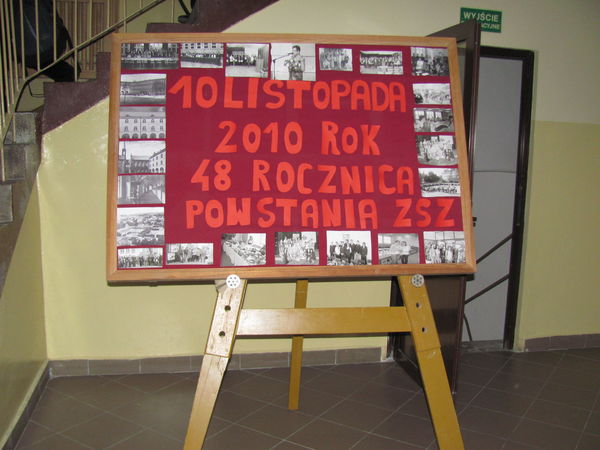 WYJŚCIE
10 LISTOPADA
2010 ROK
48 ROCZNICA
POWSTANIA ZSZ